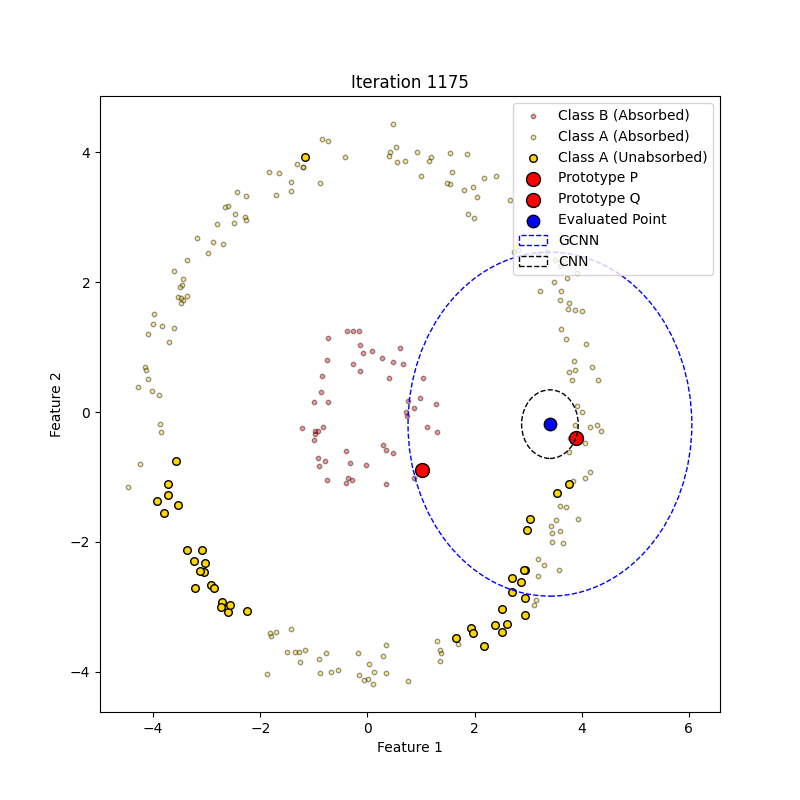 Iteration 1175
Class B (Absorbed)
Class A (Absorbed)
Class A (Unabsorbed)
Prototype P
Prototype Q
Evaluated Point
GCNN
CNN
4
2
0
−2
−4
Feature 2
−4
−2
0
2
4
6
Feature 1